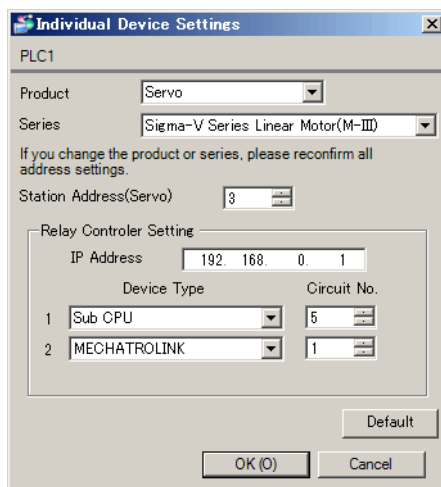 Individual Device Settings
PLC1
Product Servo
Series Sigma-V Series Linear Motor(M-Ⅲ)
If you change the product or series, please reconfirm all
address settings.
Station Address(Servo) 3
Relay Controler Setting
IP Address 192. 168. 0. 1
Device Type Circuit No.
1 Sub CPU 5
2 MECHATROLINK 1
Default
OK (O) Cancel